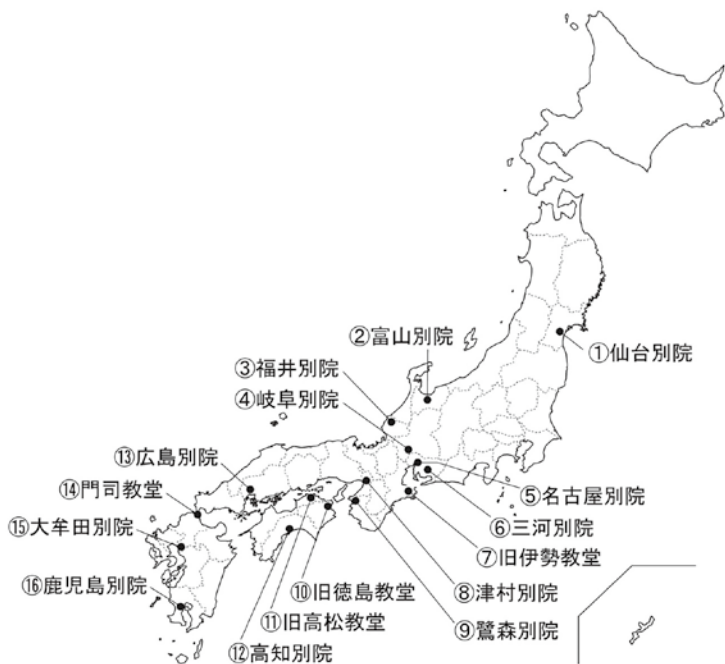 ①仙台別院
②富山別院
③福井別院
④岐阜別院
⑤名古屋別院
⑥三河別院
⑦旧伊勢教堂
⑧津村別院
⑨鷺森別院
⑩旧徳島教堂
⑪旧高松教堂
⑫高知別院
⑬広島別院
⑭門司教堂
⑮大牟田別院
⑯鹿児島別院